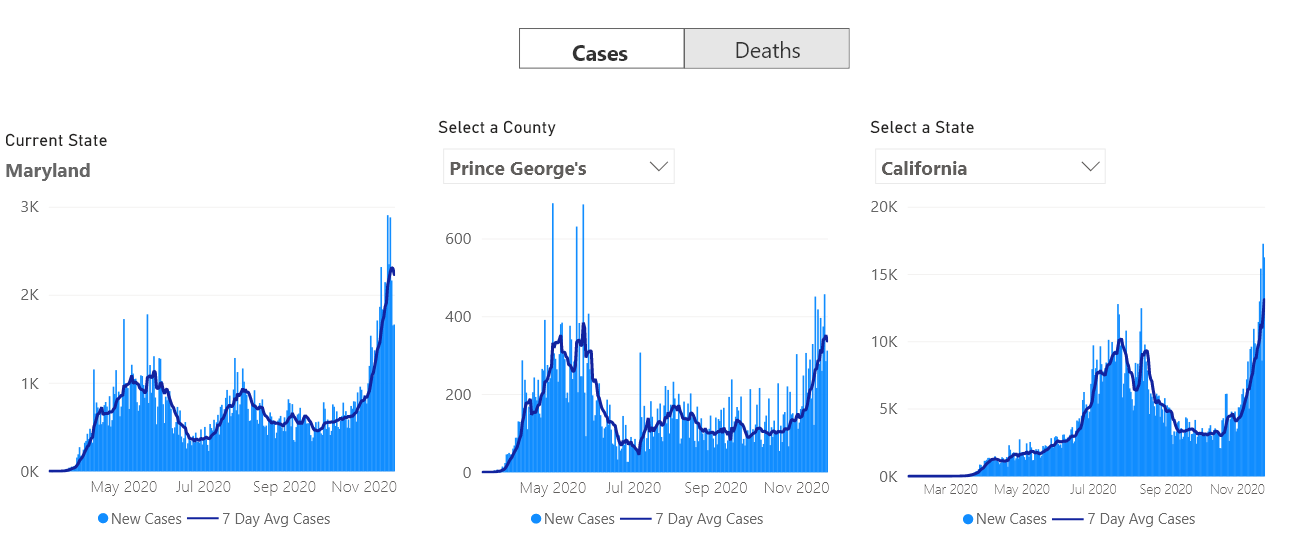 Cases
Deaths
Current State
Maryland
3K
2K
1K
0K
May 2020
Jul 2020
Sep 2020
Nov 2020
New Cases
7 Day Avg Cases
Select a County
Prince George's
600
400
200
0
May 2020
Jul 2020
Sep 2020
Nov 2020
New Cases
7 Day Avg Cases
Select a State
California
20K
15K
10K
5K
0K
Mar 2020
May 2020
Jul 2020
Sep 2020
Nov 2020
New Cases
7 Day Avg Cases